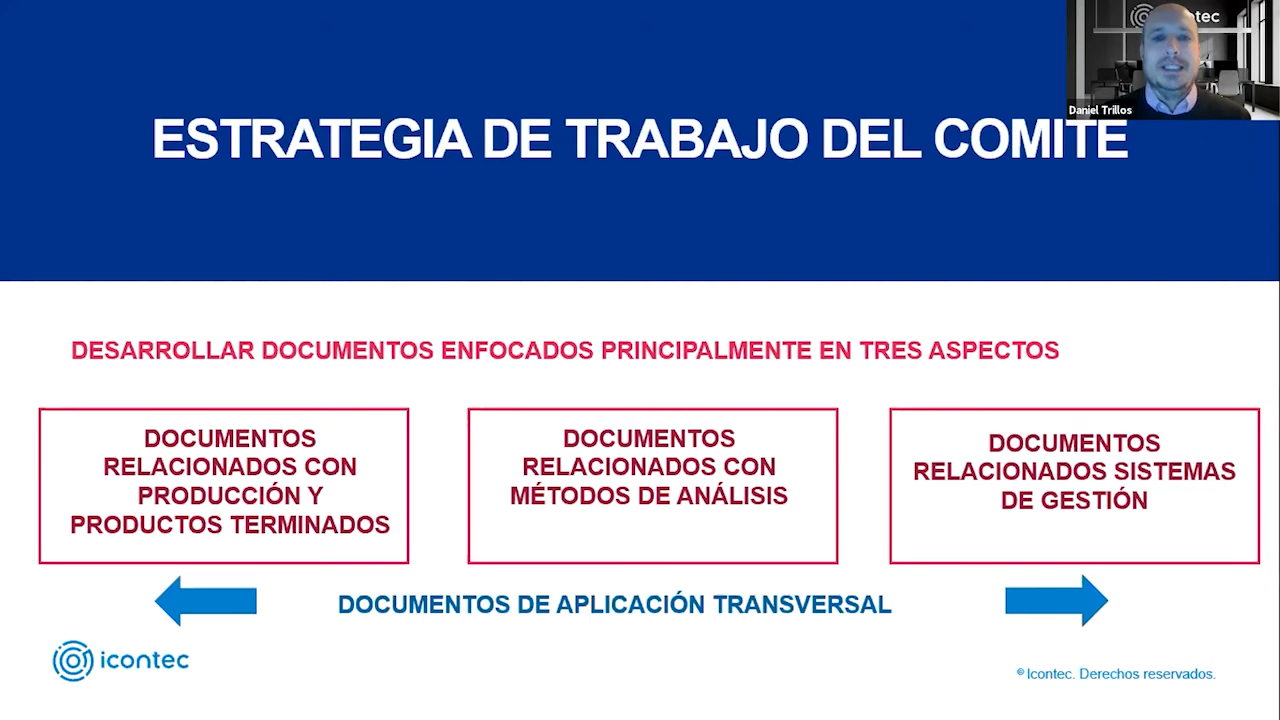 tec
Daniel Trillos
ESTRATEGIA DE TRABAJO DEL COMITE
DESARROLLAR DOCUMENTOS ENFOCADOS PRINCIPALMENTE EN TRES ASPECTOS
DOCUMENTOS
RELACIONADOS CON
PRODUCCIÓN Y
PRODUCTOS TERMINADOS
DOCUMENTOS
RELACIONADOS CON
MÉTODOS DE ANÁLISIS
DOCUMENTOS
RELACIONADOS SISTEMAS
DE GESTIÓN
DOCUMENTOS DE APLICACIÓN TRANSVERSAL
icontec
© Icontec. Derechos reservados.